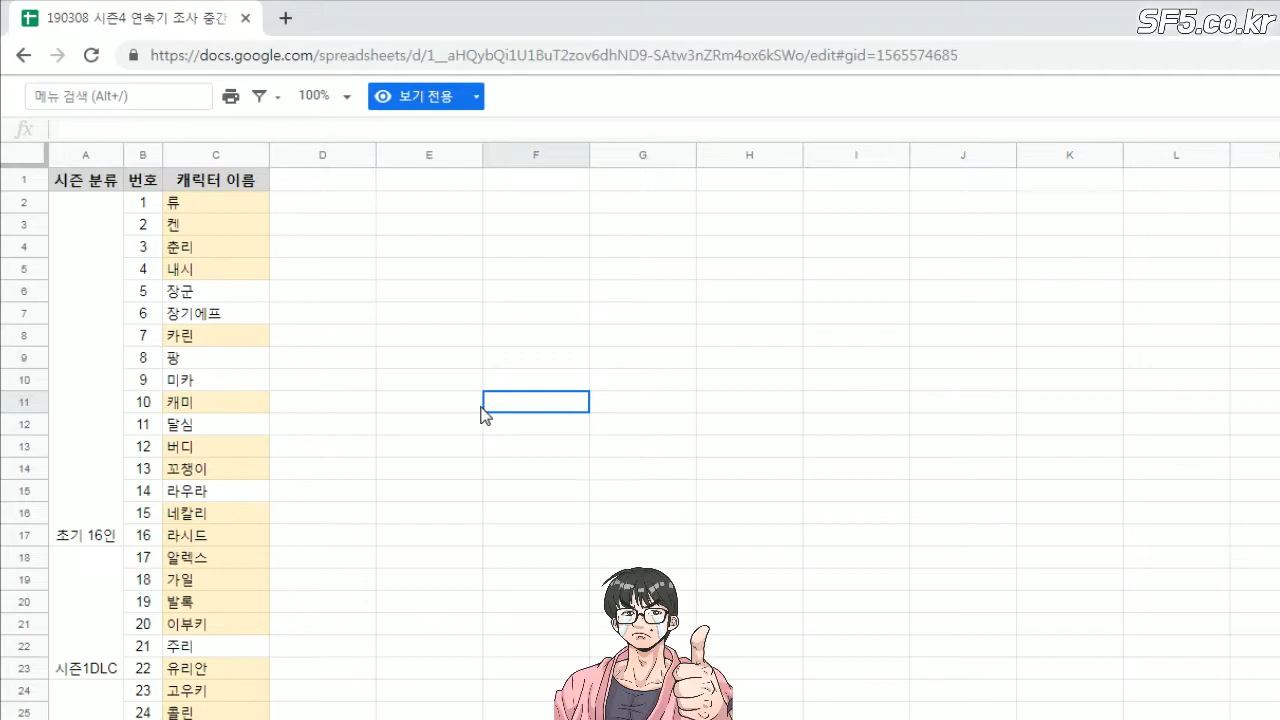 190308 시즌4 연속기 조사 중간
SF5.co.kr
https://docs.google.com/spreadsheets/d/1__aHQybQi1U1BuT2zov6dhND9-SAtw3nZRm4ox6kSWo/edit#gid=1565574685
메뉴 검색 (Alt+/) 100% 보기 전용
fx
A B C D E F G H I J K L
1 시즌 분류 번호 캐릭터 이름
2 1 류
3 2 켄
4 3 춘리
5 4 내시
6 5 장군
7 6 장기에프
8 7 카린
9 8 팡
10 9 미카
11 10 캐미
12 11 달심
13 12 버디
14 13 꼬챙이
15 14 라우라
16 15 네칼리
17 초기 16인 16 라시드
18 17 알렉스
19 18 가일
20 19 발록
21 20 이부키
22 21 주리
23 시즌1DLC 22 유리안
24 23 고우키
25 24 콜린